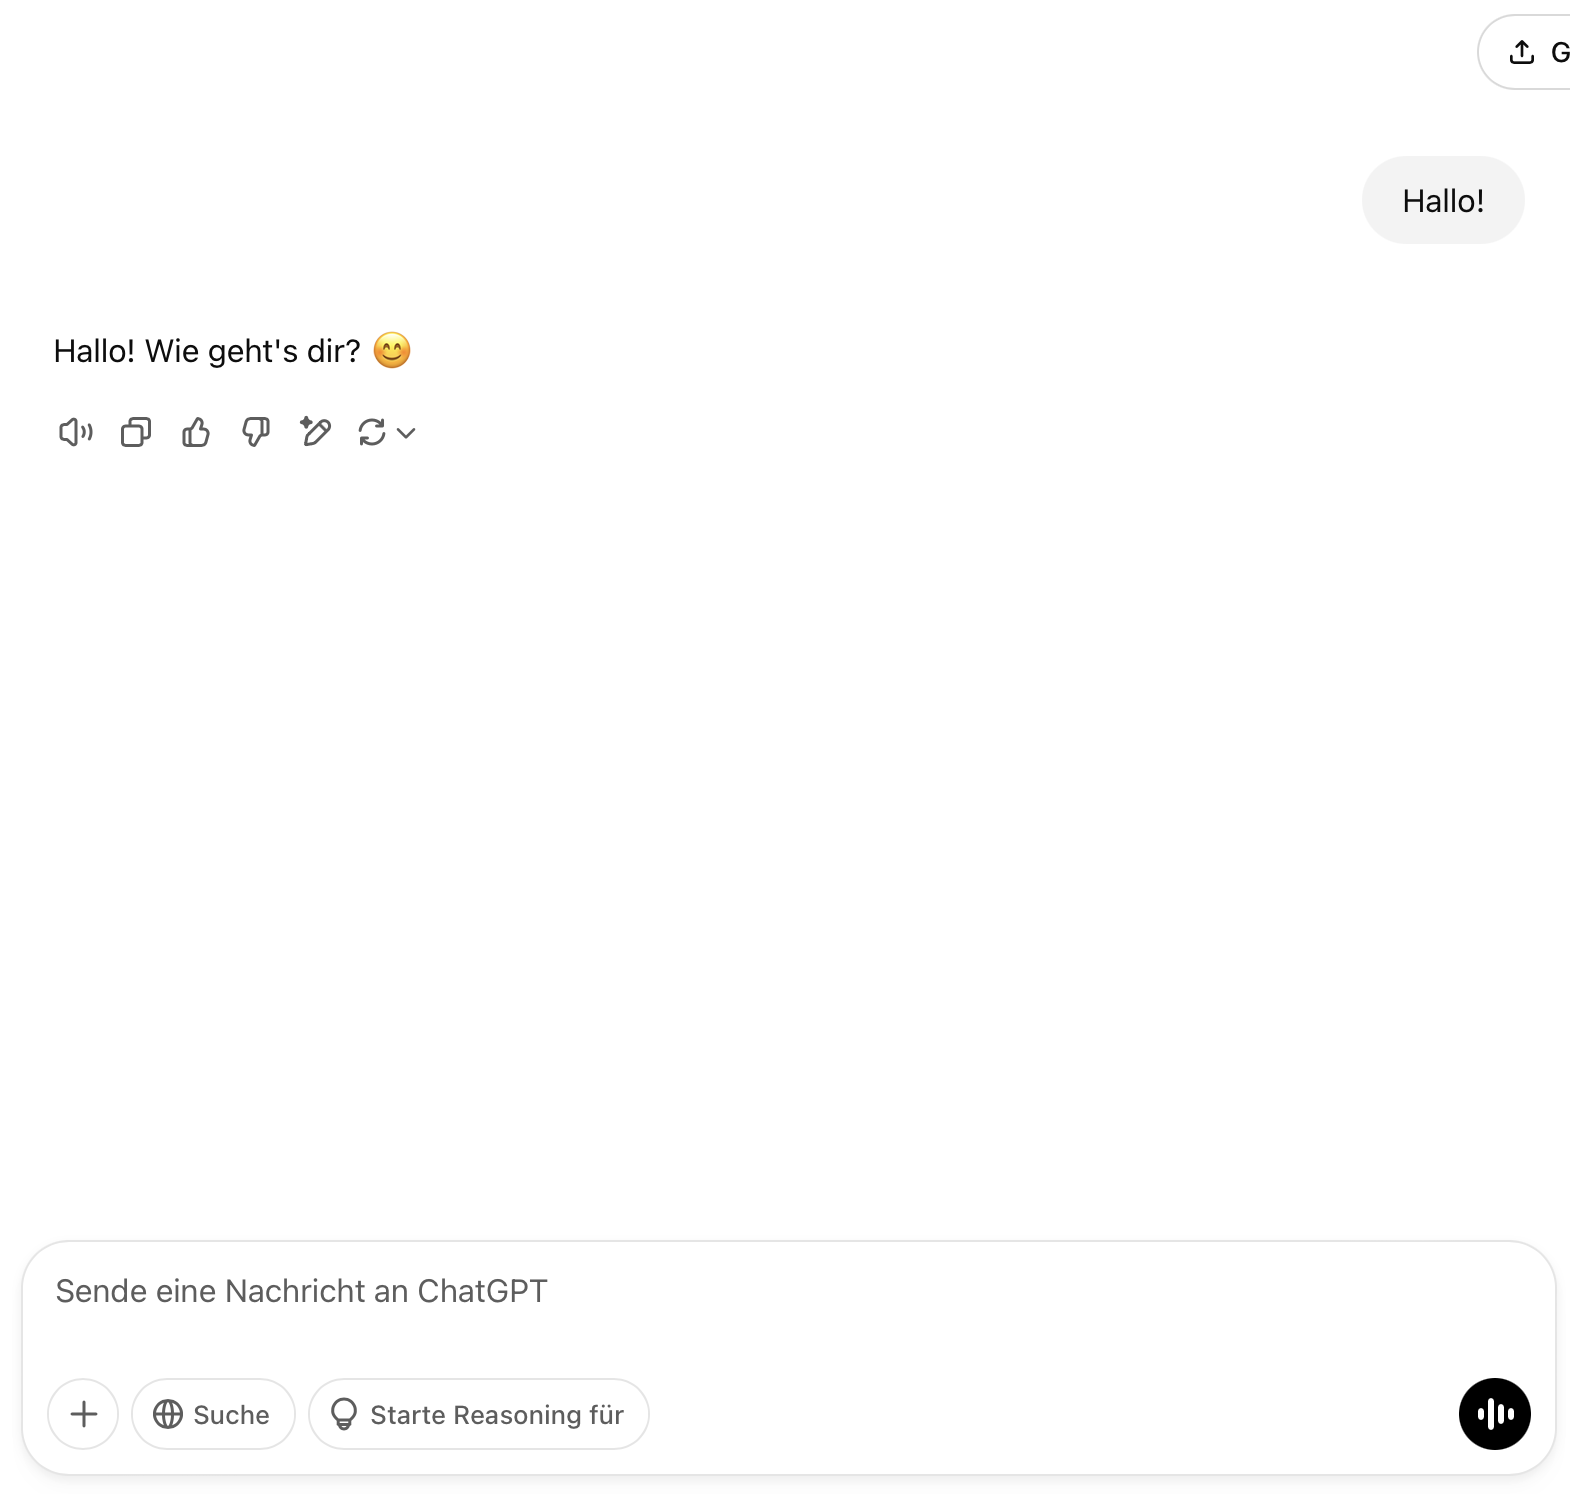 G
Hallo!
Hallo! Wie geht's dir? 😊
Sende eine Nachricht an ChatGPT
Suche
Starte Reasoning für